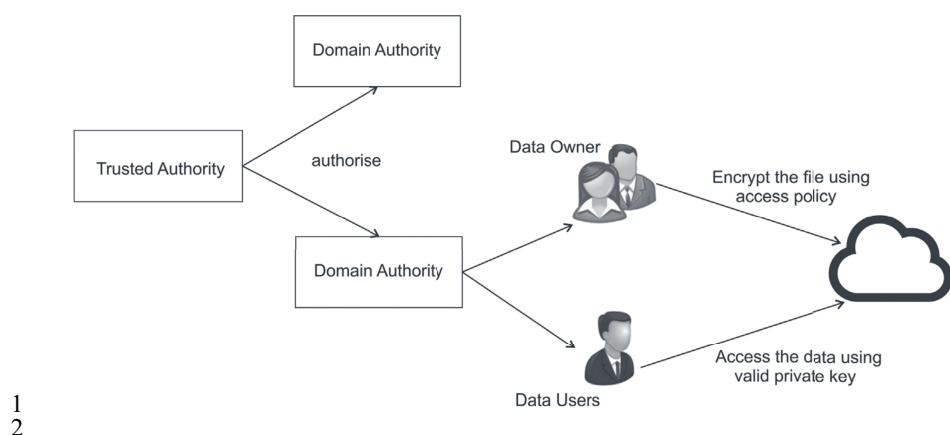 Domain Authority
Trusted Authority
authorise
Domain Authority
Data Owner
Encrypt the file using
access policy
Data Users
Access the data using
valid private key
1
2